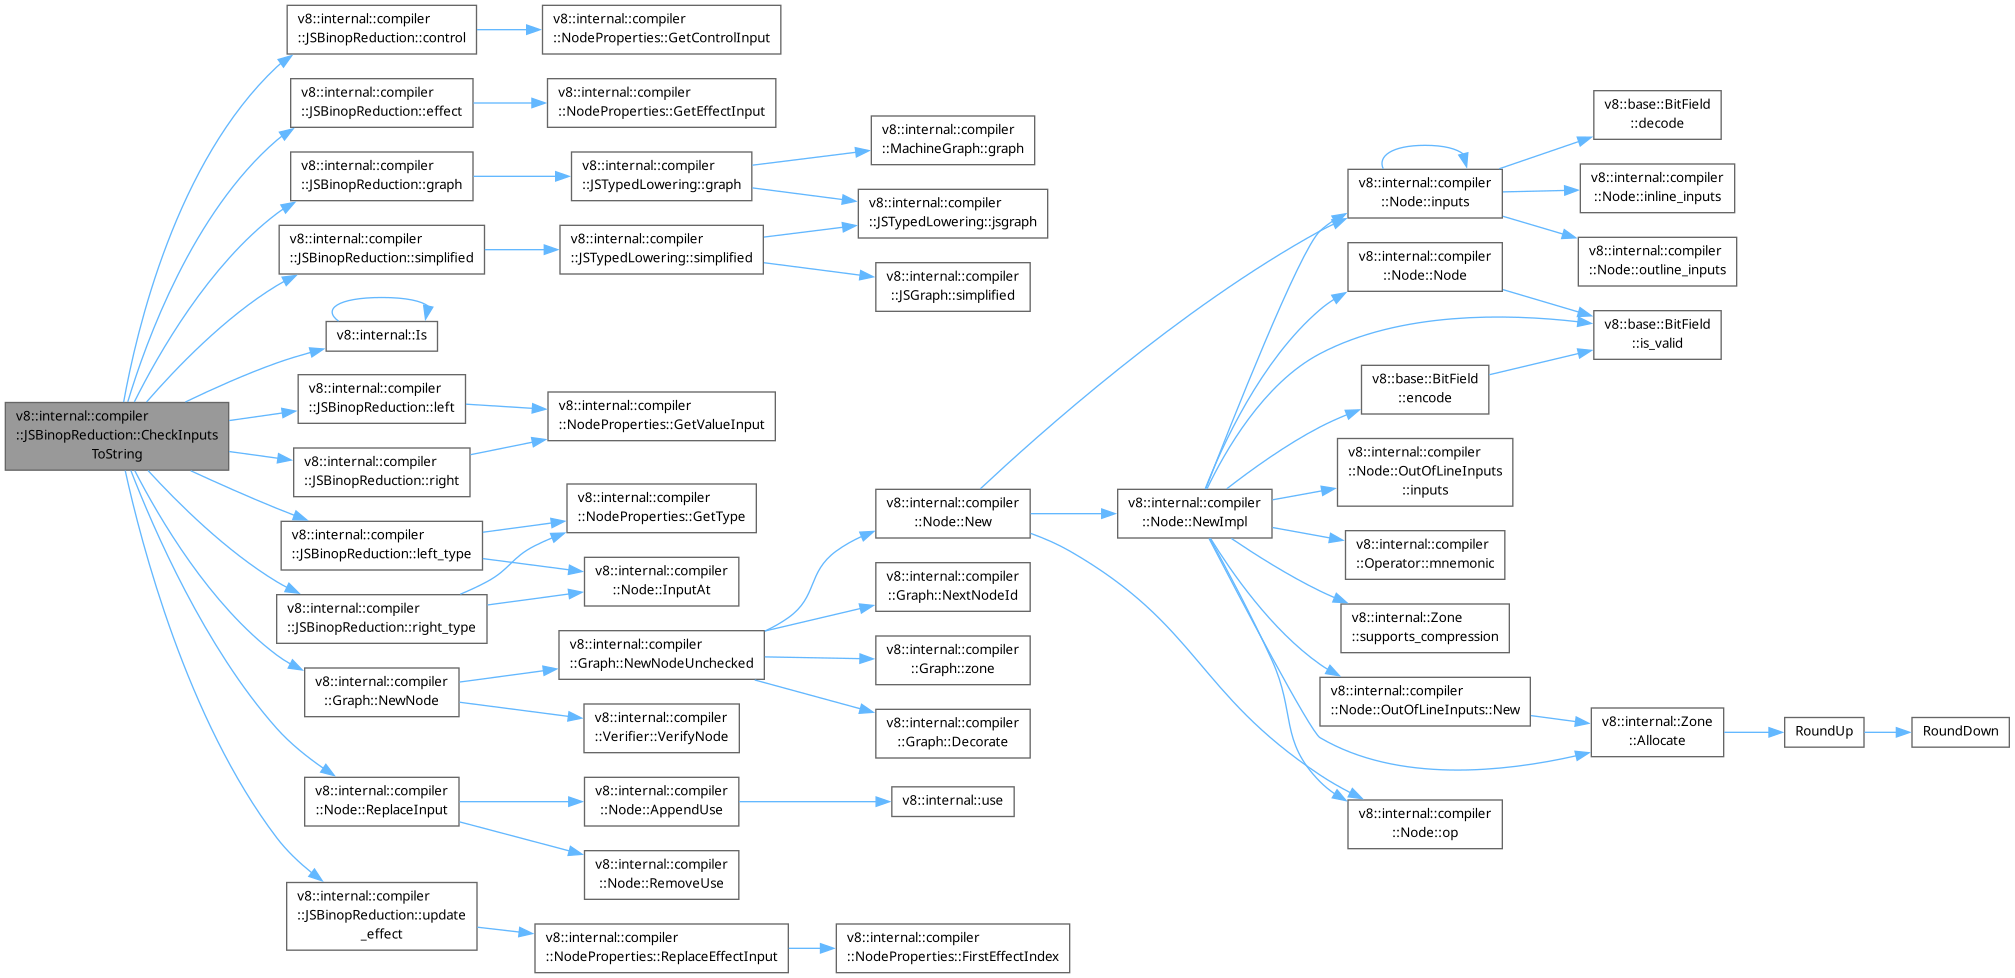 v8::internal::compiler
::JSBinopReduction::CheckInputs
ToString
v8::internal::compiler
::JSBinopReduction::control
v8::internal::compiler
::NodeProperties::GetControlInput
v8::internal::compiler
::JSBinopReduction::effect
v8::internal::compiler
::NodeProperties::GetEffectInput
v8::internal::compiler
::JSBinopReduction::graph
v8::internal::compiler
::JSTypedLowering::graph
v8::internal::compiler
::MachineGraph::graph
v8::internal::compiler
::JSTypedLowering::jsgraph
v8::internal::compiler
::JSBinopReduction::simplified
v8::internal::compiler
::JSTypedLowering::simplified
v8::internal::compiler
::JSGraph::simplified
v8::internal::Is
v8::internal::compiler
::JSBinopReduction::left
v8::internal::compiler
::NodeProperties::GetValueInput
v8::internal::compiler
::JSBinopReduction::right
v8::internal::compiler
::JSBinopReduction::left_type
v8::internal::compiler
::NodeProperties::GetType
v8::internal::compiler
::Node::InputAt
v8::internal::compiler
::JSBinopReduction::right_type
v8::internal::compiler
::Graph::NewNode
v8::internal::compiler
::Graph::NewNodeUnchecked
v8::internal::compiler
::Verifier::VerifyNode
v8::internal::compiler
::Node::New
v8::internal::compiler
::Graph::NextNodeId
v8::internal::compiler
::Graph::zone
v8::internal::compiler
::Graph::Decorate
v8::internal::compiler
::Node::NewImpl
v8::internal::compiler
::Node::inputs
v8::base::BitField
::decode
v8::internal::compiler
::Node::inline_inputs
v8::internal::compiler
::Node::outline_inputs
v8::internal::compiler
::Node::Node
v8::base::BitField
::is_valid
v8::base::BitField
::encode
v8::internal::compiler
::Node::OutOfLineInputs
::inputs
v8::internal::compiler
::Operator::mnemonic
v8::internal::Zone
::supports_compression
v8::internal::compiler
::Node::OutOfLineInputs::New
v8::internal::Zone
::Allocate
RoundUp
RoundDown
v8::internal::compiler
::Node::op
v8::internal::compiler
::Node::ReplaceInput
v8::internal::compiler
::Node::AppendUse
v8::internal::use
v8::internal::compiler
::Node::RemoveUse
v8::internal::compiler
::JSBinopReduction::update
_effect
v8::internal::compiler
::NodeProperties::ReplaceEffectInput
v8::internal::compiler
::NodeProperties::FirstEffectIndex